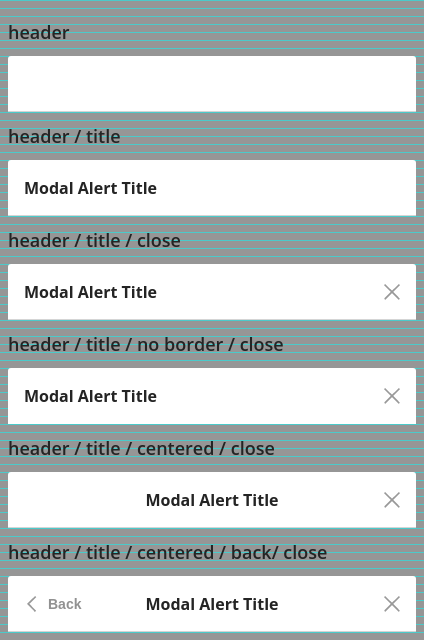 header
header / title
Modal Alert Title
header / title / close
Modal Alert Title
header / title / no border / close
Modal Alert Title
header / title / centered / close
Modal Alert Title
header / title / centered / back/ close
Back Modal Alert Title